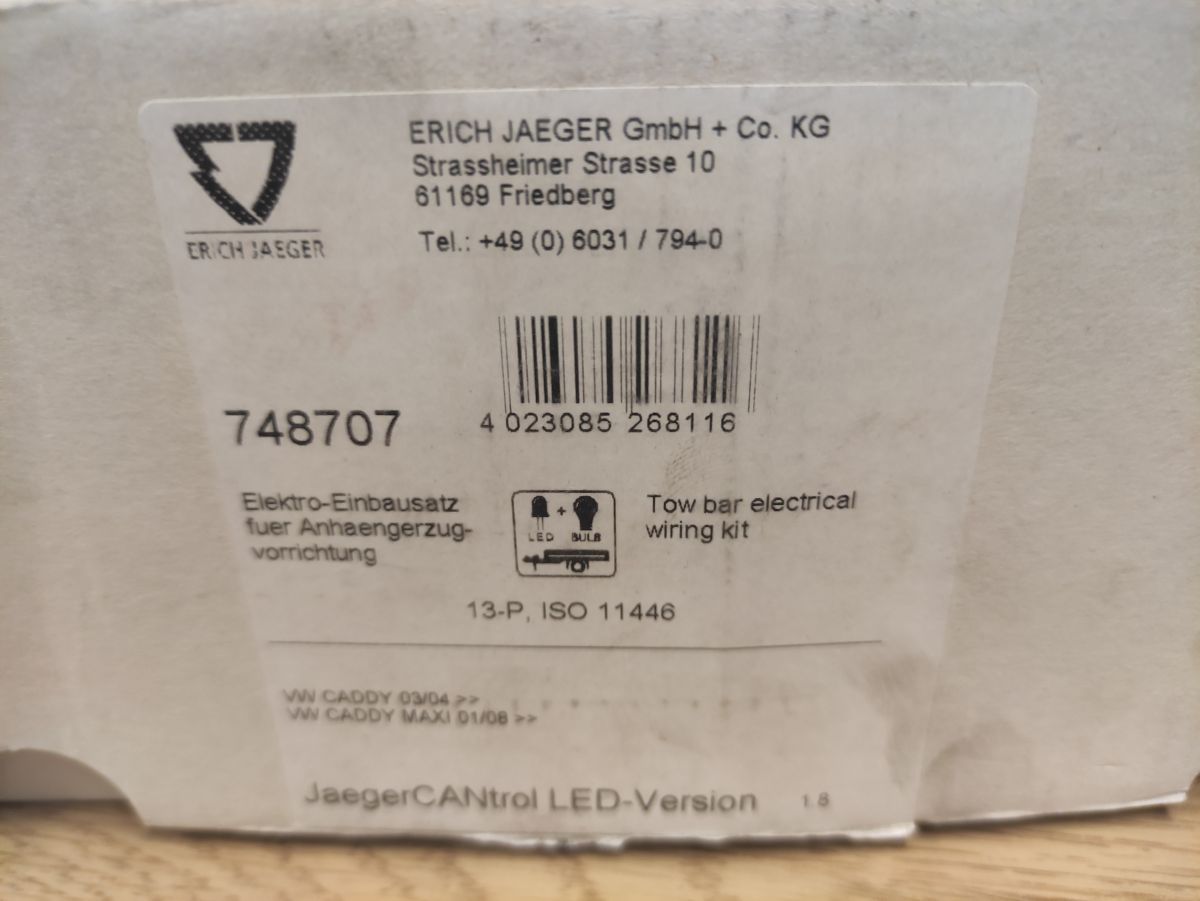 ERICH JAEGER GmbH + Co. KG
Strassheimer Strasse 10
61169 Friedberg
Tel.: +49 (0) 6031 / 794-0
ERICH JAEGER
748707
4 023085 268116
Elektro-Einbausatz
fuer Anhaengerzug-
vorrichtung
LED + BULB
Tow bar electrical
wiring kit
13-P, ISO 11446
VW CADDY 03/04 >>
VW CADDY MAXI 01/08 >>
JaegerCANtrol LED-Version